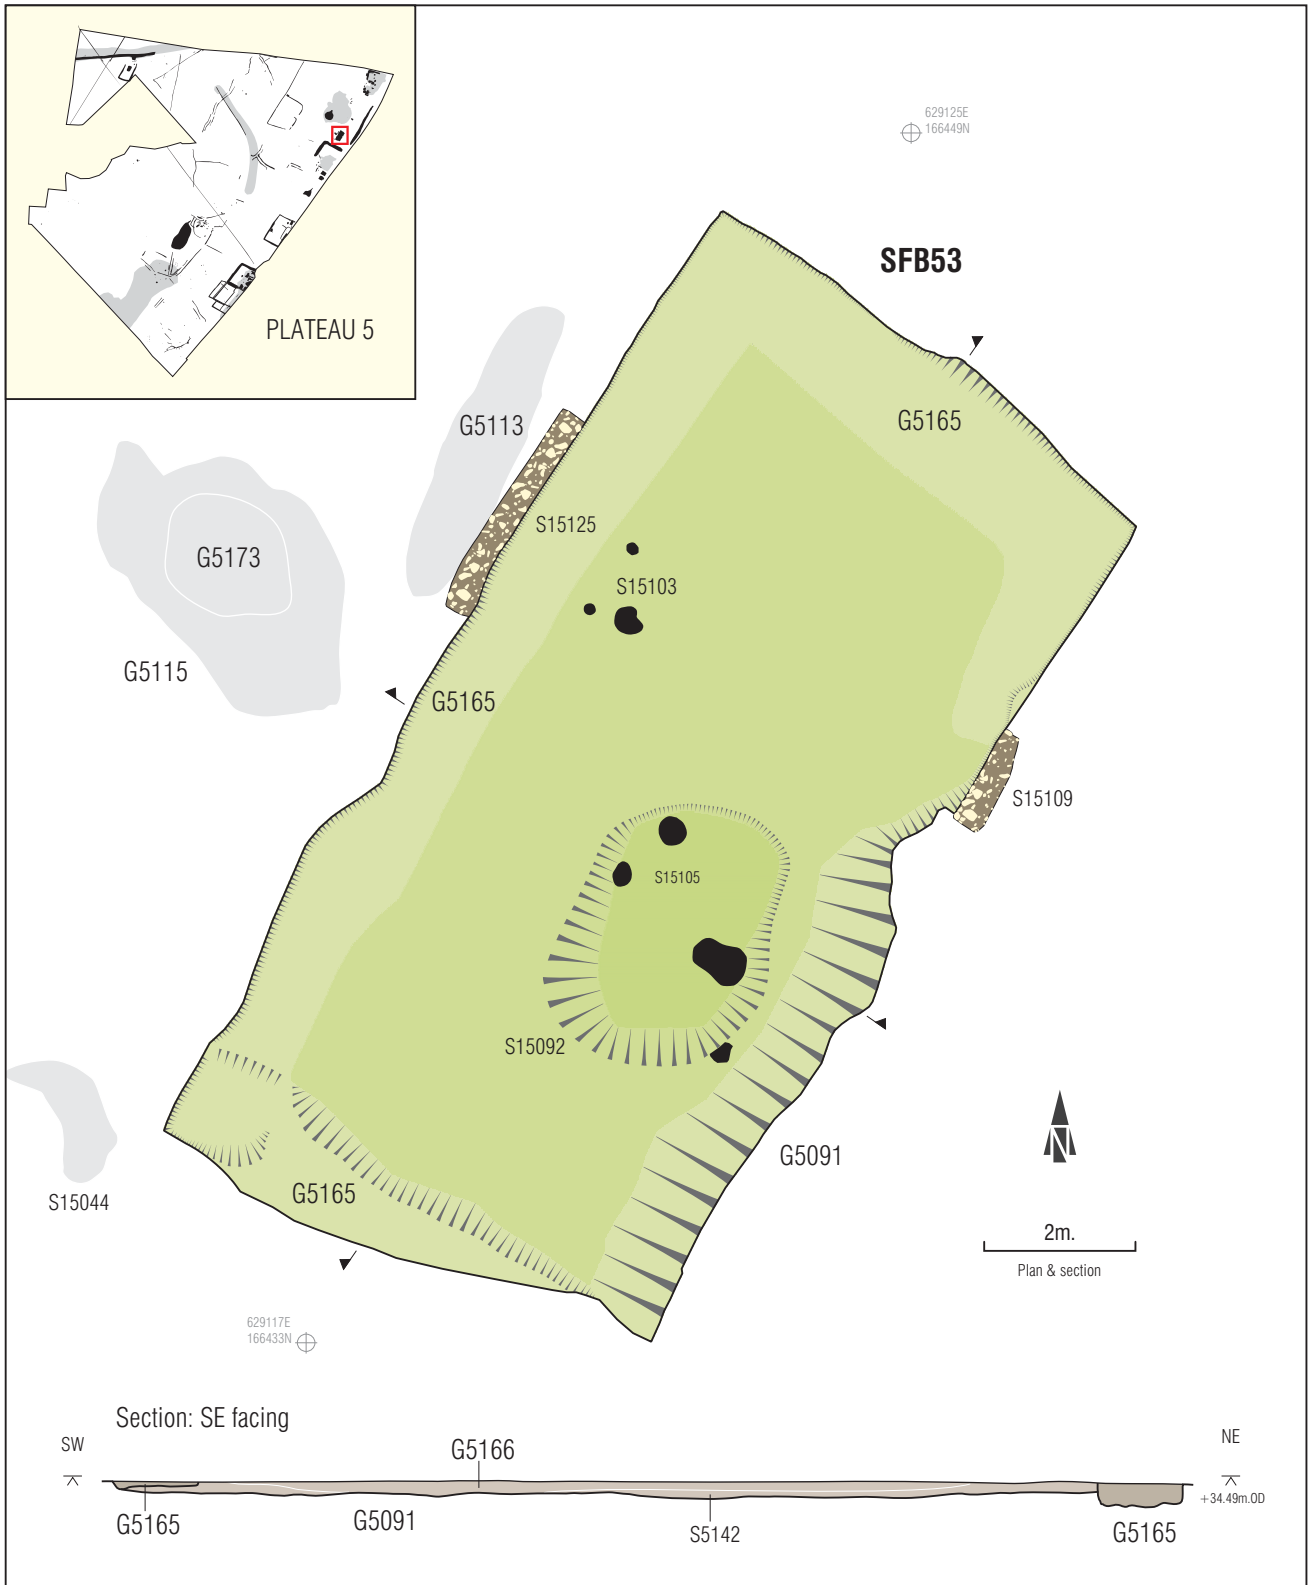 PLATEAU 5
629125E
166449N
SFB53
G5165
G5113
S15125
G5173
S15103
G5115
G5165
S15109
S15105
S15092
G5091
G5165
S15044
N
2m.
Plan & section
629117E
166433N
Section: SE facing
SW
G5166
NE
+34.49m.OD
G5165
G5091
S5142
G5165